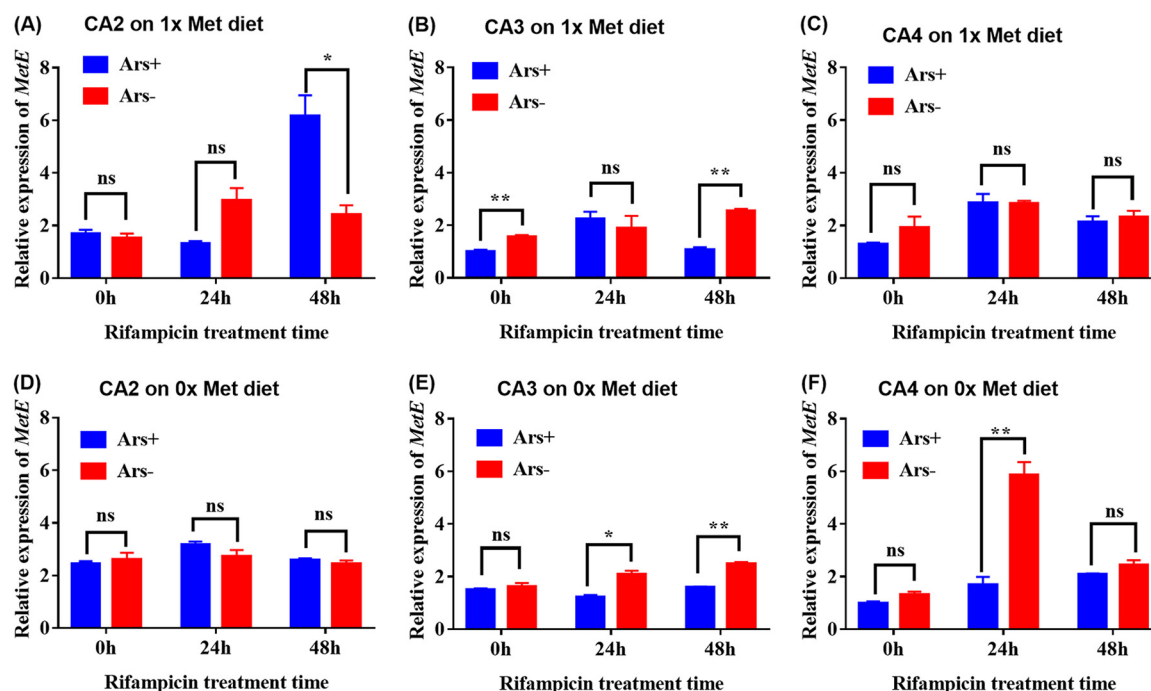 (A) CA2 on 1x Met diet
Relative expression of MetE
8
6
4
2
0
Ars+
Ars-
ns
ns
*
0h 24h 48h
Rifampicin treatment time
(B) CA3 on 1x Met diet
Relative expression of MetE
8
6
4
2
0
Ars+
Ars-
**
ns
**
0h 24h 48h
Rifampicin treatment time
(C) CA4 on 1x Met diet
Relative expression of MetE
8
6
4
2
0
Ars+
Ars-
ns
ns
ns
0h 24h 48h
Rifampicin treatment time
(D) CA2 on 0x Met diet
Relative expression of MetE
8
6
4
2
0
Ars+
Ars-
ns
ns
ns
0h 24h 48h
Rifampicin treatment time
(E) CA3 on 0x Met diet
Relative expression of MetE
8
6
4
2
0
Ars+
Ars-
ns
*
**
0h 24h 48h
Rifampicin treatment time
(F) CA4 on 0x Met diet
Relative expression of MetE
8
6
4
2
0
Ars+
Ars-
ns
**
ns
0h 24h 48h
Rifampicin treatment time